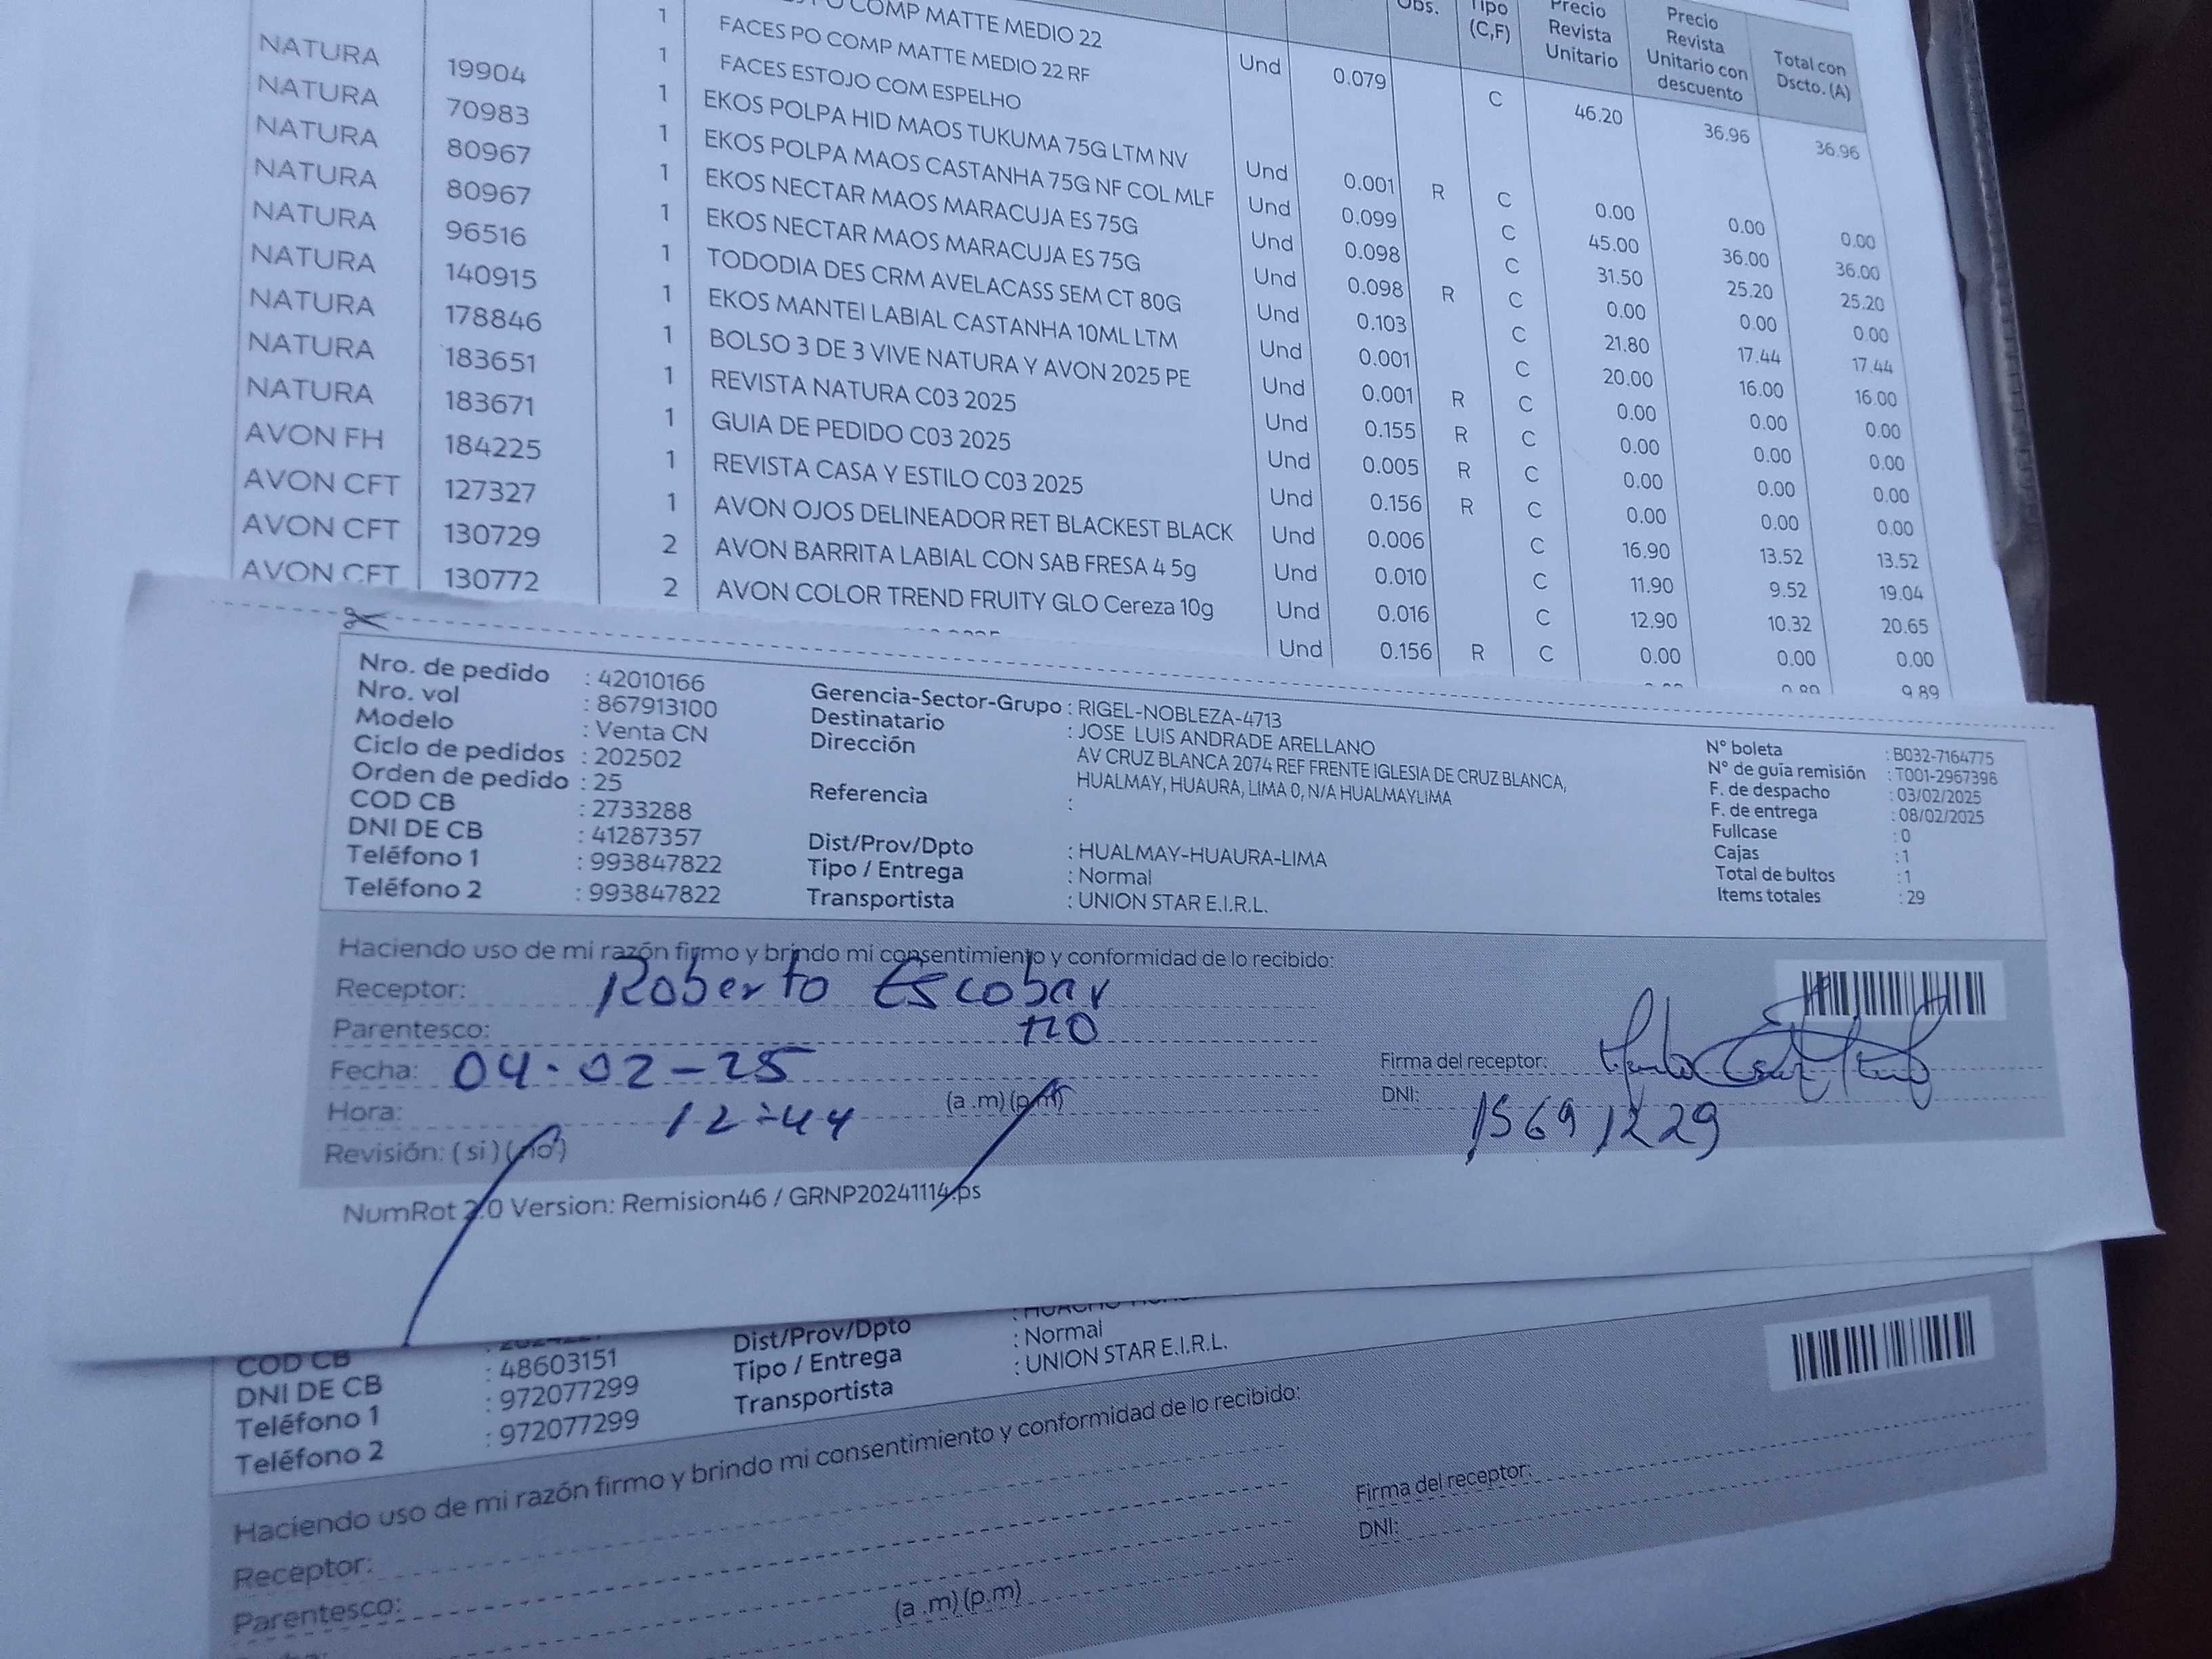 COMP MATTE MEDIO 22
Obs. Tipo (C,F) Precio Revista Unitario Precio Revista Unitario con descuento Total con Dscto. (A)
1 FACES PO COMP MATTE MEDIO 22 RF Und 0.079 C 46.20 36.96 36.96
NATURA 19904 1 FACES ESTOJO COM ESPELHO
NATURA 70983 1 EKOS POLPA HID MAOS TUKUMA 75G LTM NV Und 0.001 R C 0.00 0.00 0.00
NATURA 80967 1 EKOS POLPA MAOS CASTANHA 75G NF COL MLF Und 0.099 C 45.00 36.00 36.00
NATURA 80967 1 EKOS NECTAR MAOS MARACUJA ES 75G Und 0.098 C 31.50 25.20 25.20
NATURA 96516 1 EKOS NECTAR MAOS MARACUJA ES 75G Und 0.098 R C 0.00 0.00 0.00
NATURA 140915 1 TODODIA DES CRM AVELACASS SEM CT 80G Und 0.103 C 21.80 17.44 17.44
NATURA 178846 1 EKOS MANTEI LABIAL CASTANHA 10ML LTM Und 0.001 C 20.00 16.00 16.00
NATURA 183651 1 BOLSO 3 DE 3 VIVE NATURA Y AVON 2025 PE Und 0.001 R C 0.00 0.00 0.00
NATURA 183671 1 REVISTA NATURA C03 2025 Und 0.155 R C 0.00 0.00 0.00
AVON FH 184225 1 GUIA DE PEDIDO C03 2025 Und 0.005 R C 0.00 0.00 0.00
AVON CFT 127327 1 REVISTA CASA Y ESTILO C03 2025 Und 0.156 R C 0.00 0.00 0.00
AVON CFT 130729 1 AVON OJOS DELINEADOR RET BLACKEST BLACK Und 0.006 C 16.90 13.52 13.52
AVON CFT 130772 2 AVON BARRITA LABIAL CON SAB FRESA 4 5g Und 0.010 C 11.90 9.52 19.04
2 AVON COLOR TREND FRUITY GLO Cereza 10g Und 0.016 C 12.90 10.32 20.65
Und 0.156 R C 0.00 0.00 0.00
9.89
Nro. de pedido : 42010166
Nro. vol : 867913100
Modelo : Venta CN
Ciclo de pedidos : 202502
Orden de pedido : 25
COD CB : 2733288
DNI DE CB : 41287357
Teléfono 1 : 993847822
Teléfono 2 : 993847822
Gerencia-Sector-Grupo : RIGEL-NOBLEZA-4713
Destinatario : JOSE LUIS ANDRADE ARELLANO
Dirección AV CRUZ BLANCA 2074 REF FRENTE IGLESIA DE CRUZ BLANCA,
HUALMAY, HUAURA, LIMA 0, N/A HUALMAYLIMA
Referencia :
Dist/Prov/Dpto : HUALMAY-HUAURA-LIMA
Tipo / Entrega : Normal
Transportista : UNION STAR E.I.R.L.
N° boleta : B032-7164775
N° de guía remisión : T001-2967398
F. de despacho : 03/02/2025
F. de entrega : 08/02/2025
Fullcase : 0
Cajas : 1
Total de bultos : 1
Items totales : 29
Haciendo uso de mi razón firmo y brindo mi consentimiento y conformidad de lo recibido:
Receptor: Roberto Escobar
Parentesco:
Fecha: 04-02-25
Hora: 12:44 (a .m) (p.m)
Revisión: ( si ) (no)
Firma del receptor:
DNI: 15691229
NumRot 2.0 Version: Remision46 / GRNP20241114.ps
COD CB
DNI DE CB : 48603151
Teléfono 1 : 972077299
Teléfono 2 : 972077299
Dist/Prov/Dpto
Tipo / Entrega : Normal
Transportista : UNION STAR E.I.R.L.
Haciendo uso de mi razón firmo y brindo mi consentimiento y conformidad de lo recibido:
Receptor:
Parentesco:
(a .m) (p.m)
Firma del receptor:
DNI: